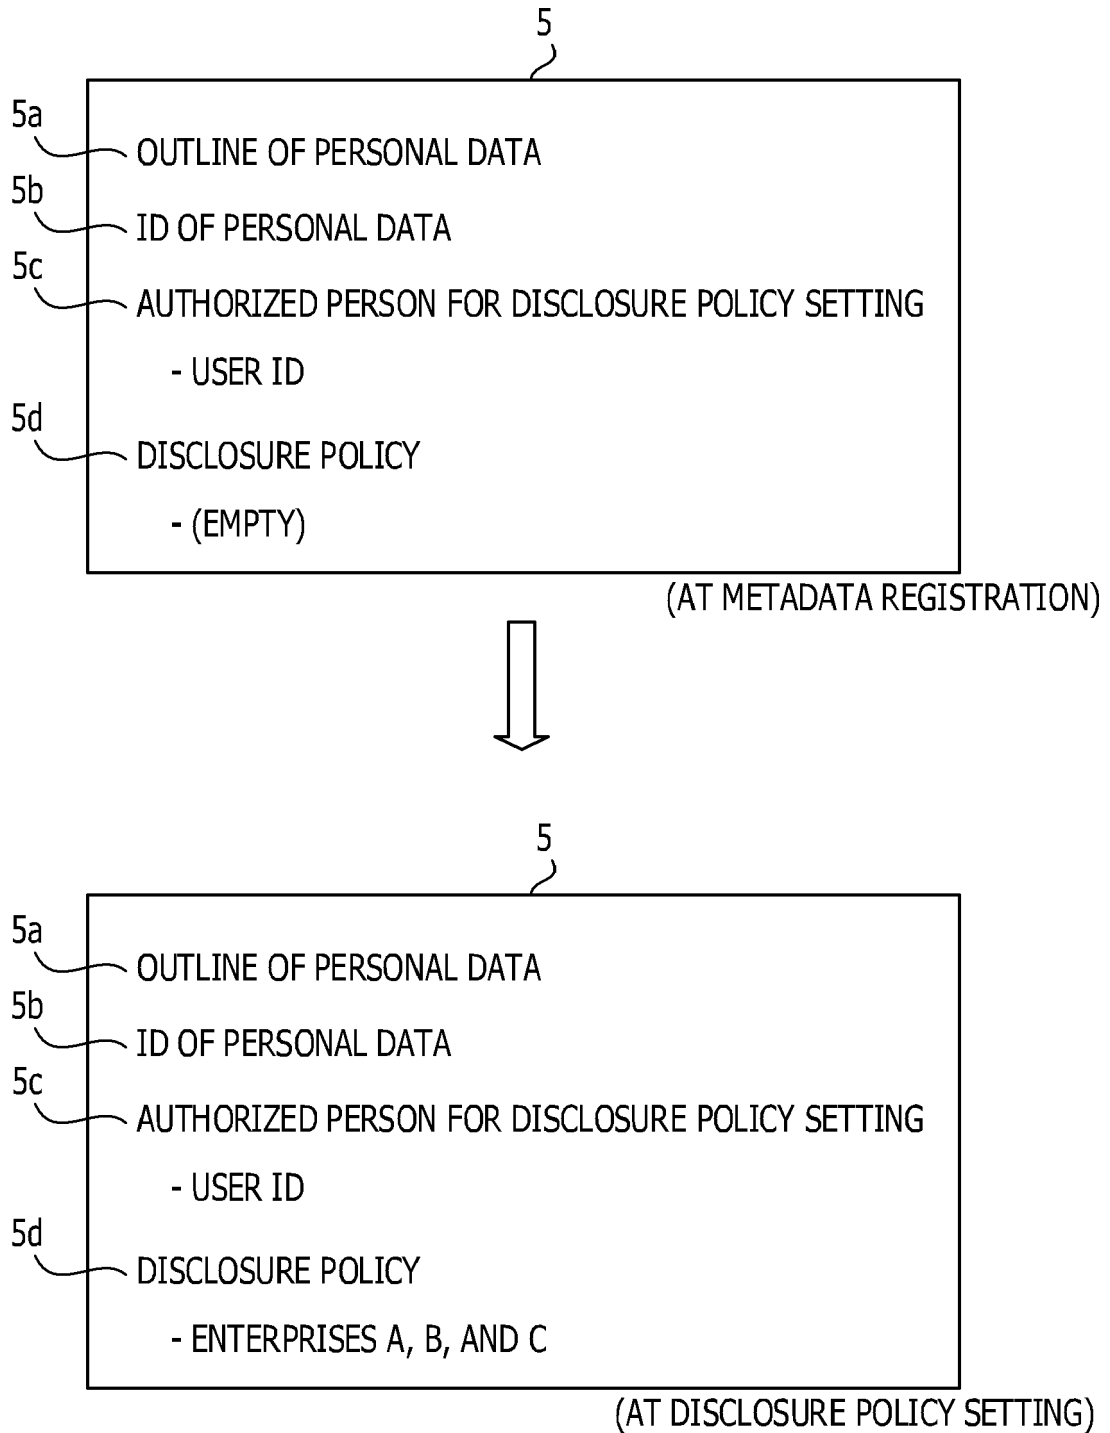 5
5a
OUTLINE OF PERSONAL DATA
5b
ID OF PERSONAL DATA
5c
AUTHORIZED PERSON FOR DISCLOSURE POLICY SETTING
- USER ID
5d
DISCLOSURE POLICY
- (EMPTY)
(AT METADATA REGISTRATION)
5
5a
OUTLINE OF PERSONAL DATA
5b
ID OF PERSONAL DATA
5c
AUTHORIZED PERSON FOR DISCLOSURE POLICY SETTING
- USER ID
5d
DISCLOSURE POLICY
- ENTERPRISES A, B, AND C
(AT DISCLOSURE POLICY SETTING)